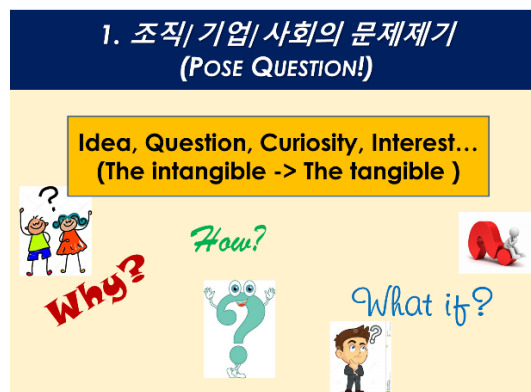 1. 조직/기업/사회의 문제제기
(POSE QUESTION!)
Idea, Question, Curiosity, Interest…
(The intangible -> The tangible )
?
How?
Why?
What if?
?